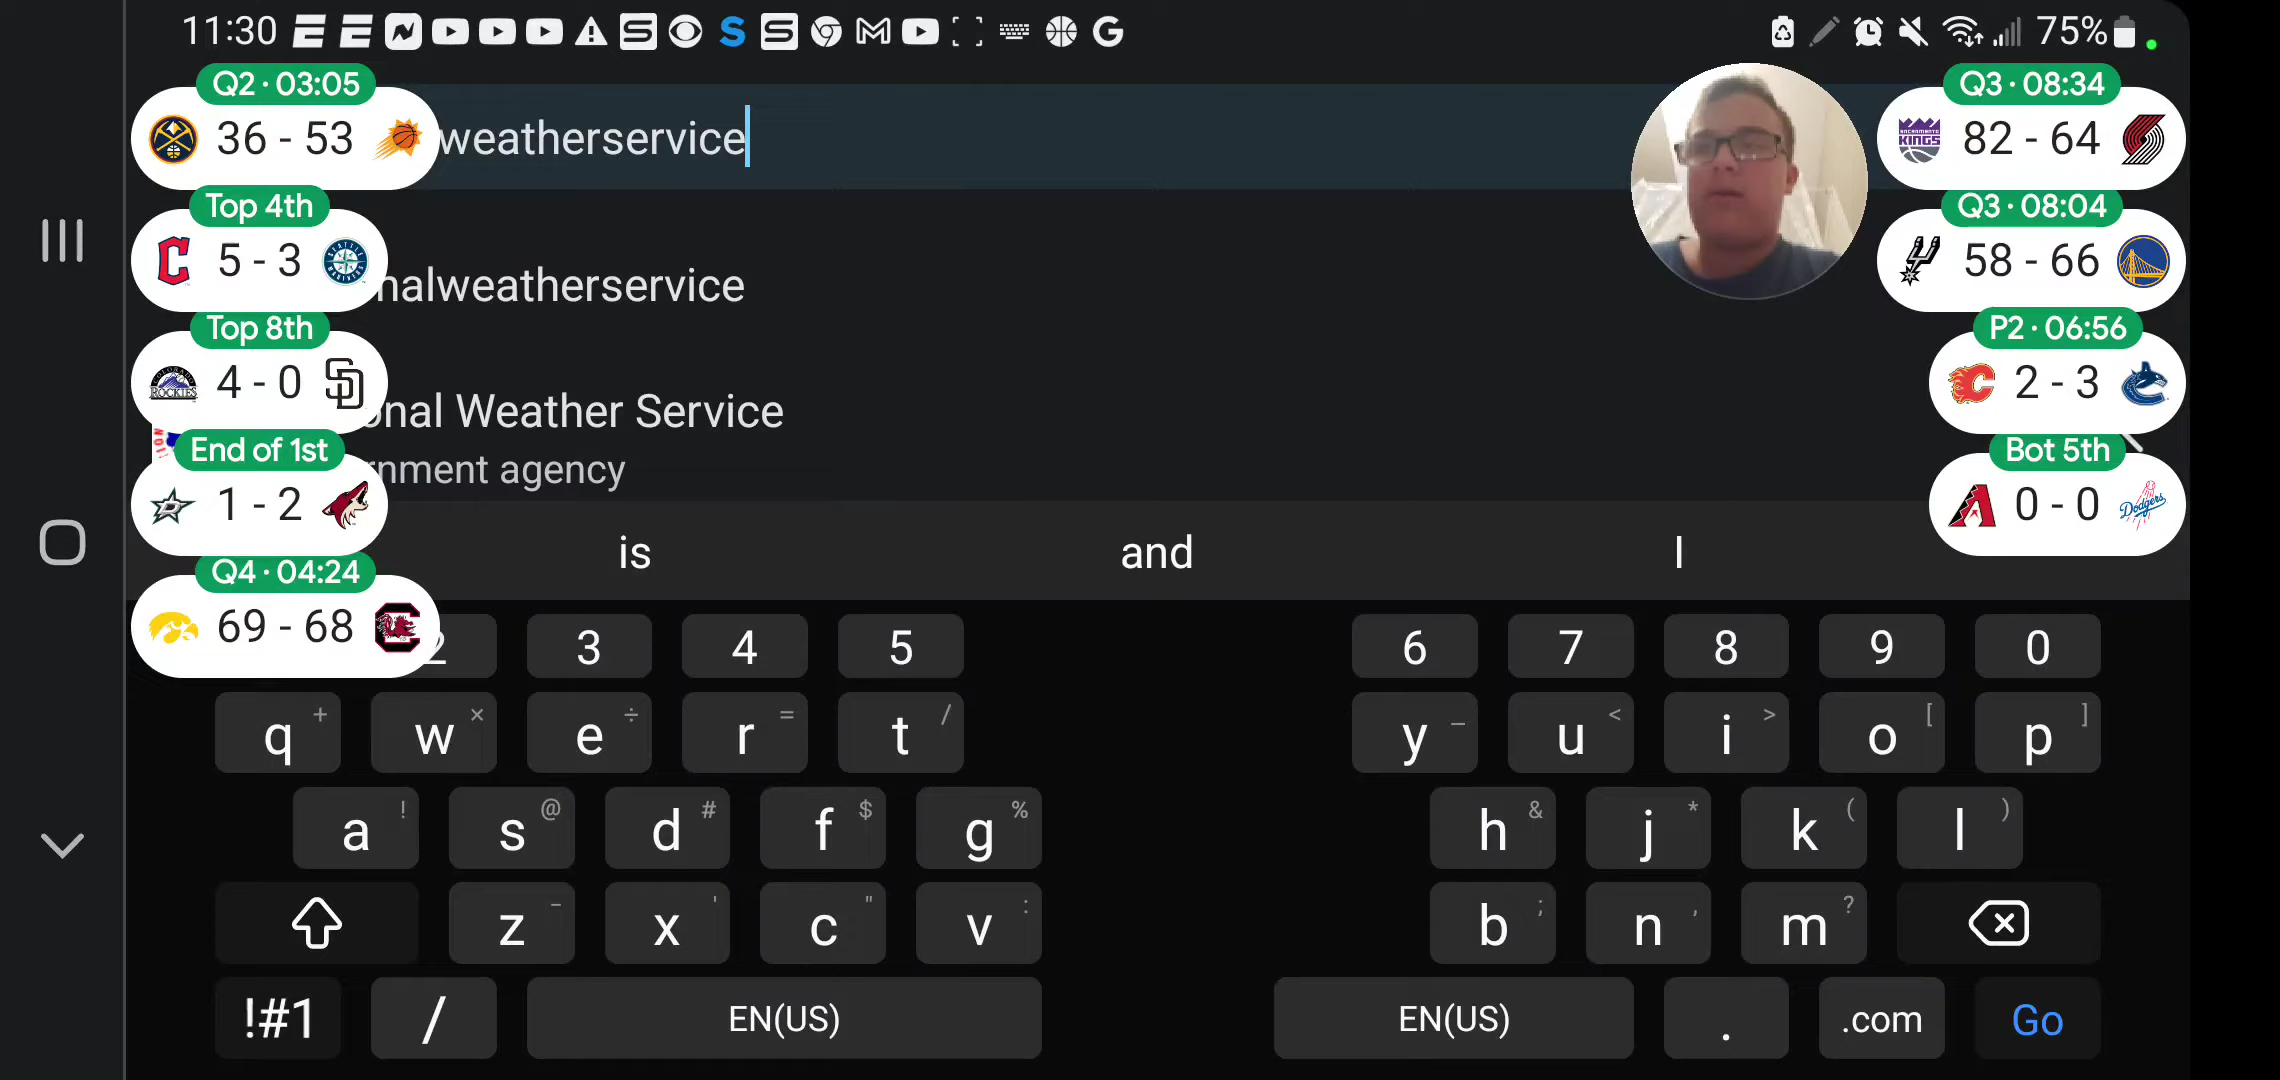 11:30
75%
Q2 · 03:05
36 - 53
weatherservice
Q3 · 08:34
82 - 64
Top 4th
5 - 3
nalweatherservice
Q3 · 08:04
58 - 66
Top 8th
4 - 0
onal Weather Service
P2 · 06:56
2 - 3
End of 1st
1 - 2
rnment agency
Bot 5th
0 - 0
is and I
Q4 · 04:24
69 - 68
2 3 4 5 6 7 8 9 0
q + w × e ÷ r = t / y _ u < i > o [ p ]
a ! s @ d # f $ g % h & j * k ( l )
z - x ' c " v : b ; n , m ?
!#1 / EN(US) EN(US) . .com Go